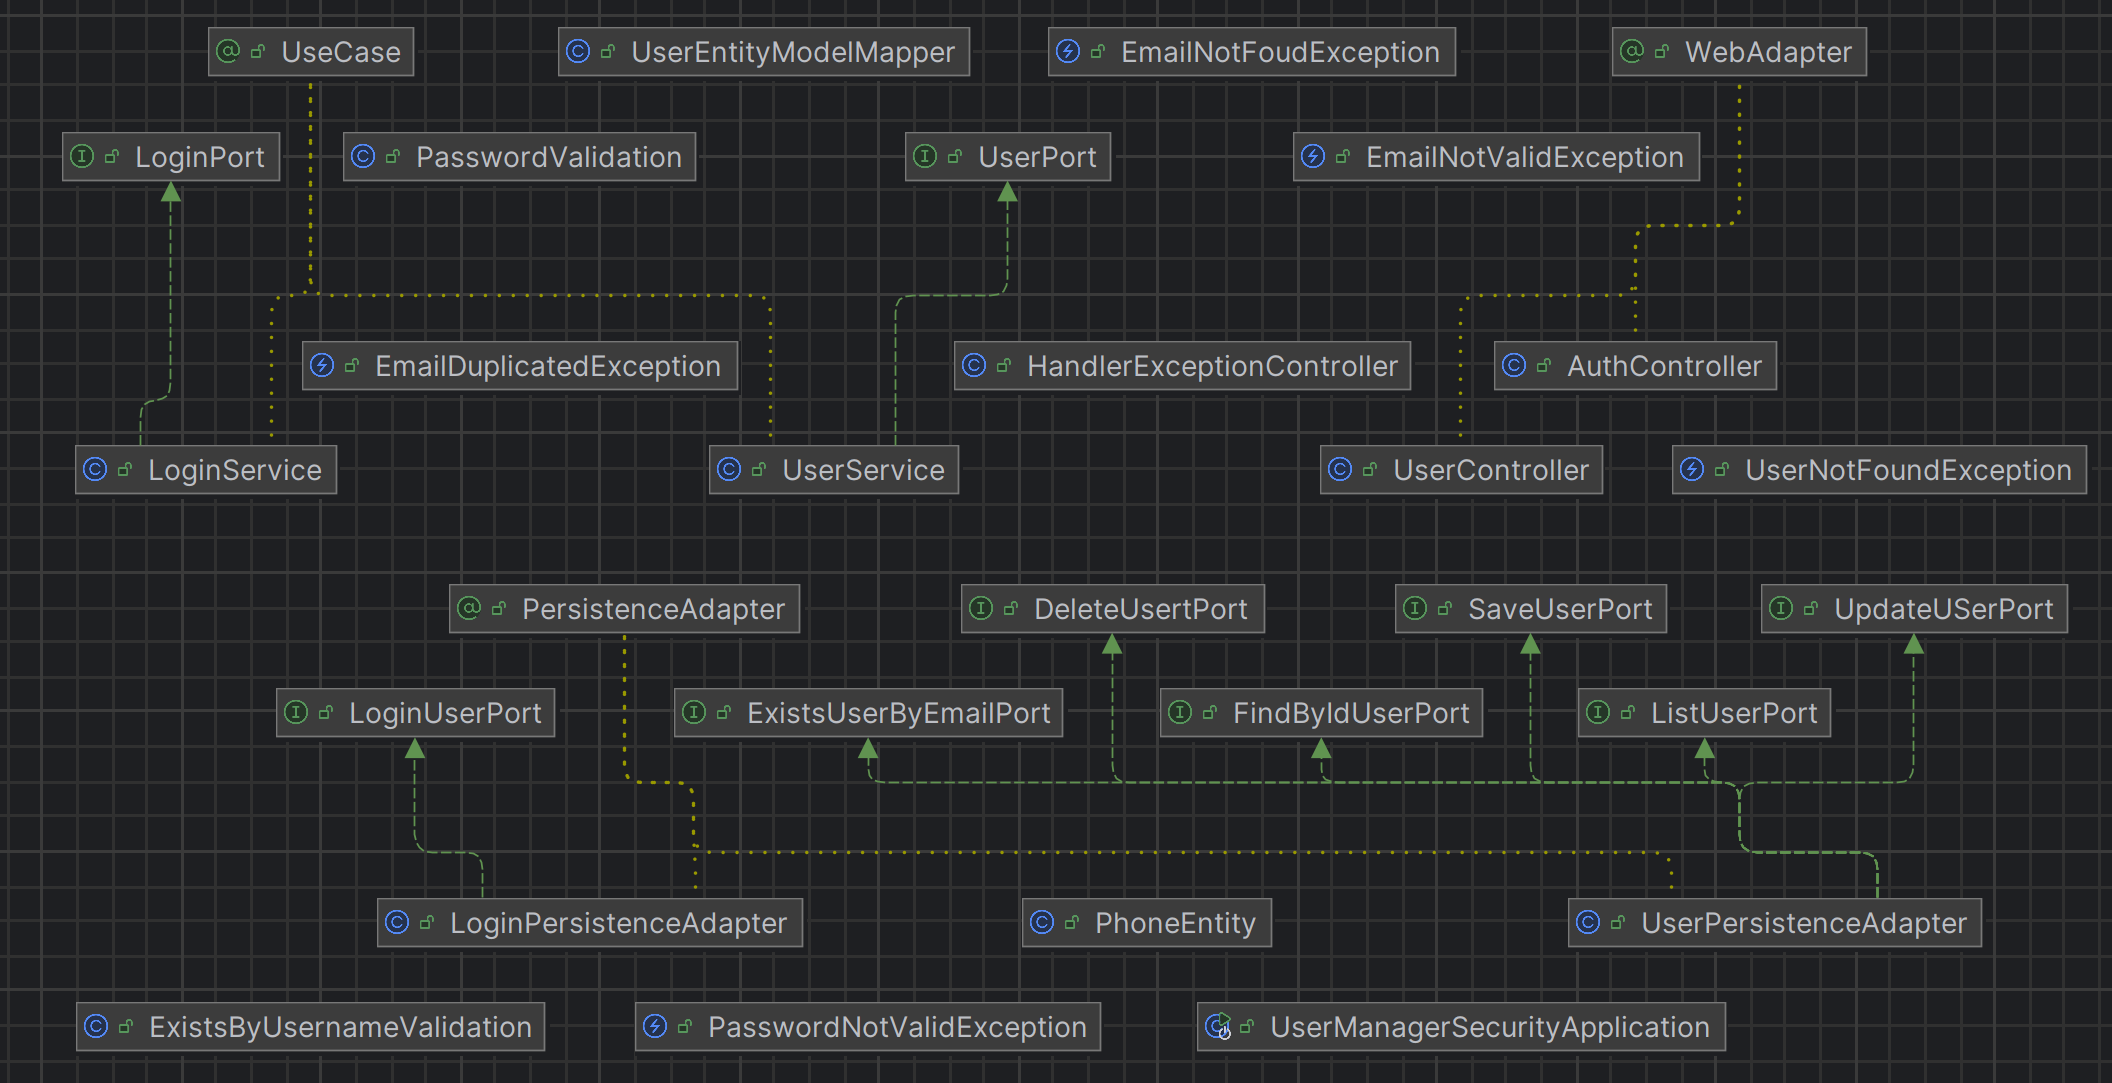 UseCase
UserEntityModelMapper
EmailNotFoudException
WebAdapter
LoginPort
PasswordValidation
UserPort
EmailNotValidException
EmailDuplicatedException
HandlerExceptionController
AuthController
LoginService
UserService
UserController
UserNotFoundException
PersistenceAdapter
DeleteUsertPort
SaveUserPort
UpdateUSerPort
LoginUserPort
ExistsUserByEmailPort
FindByIdUserPort
ListUserPort
LoginPersistenceAdapter
PhoneEntity
UserPersistenceAdapter
ExistsByUsernameValidation
PasswordNotValidException
UserManagerSecurityApplication